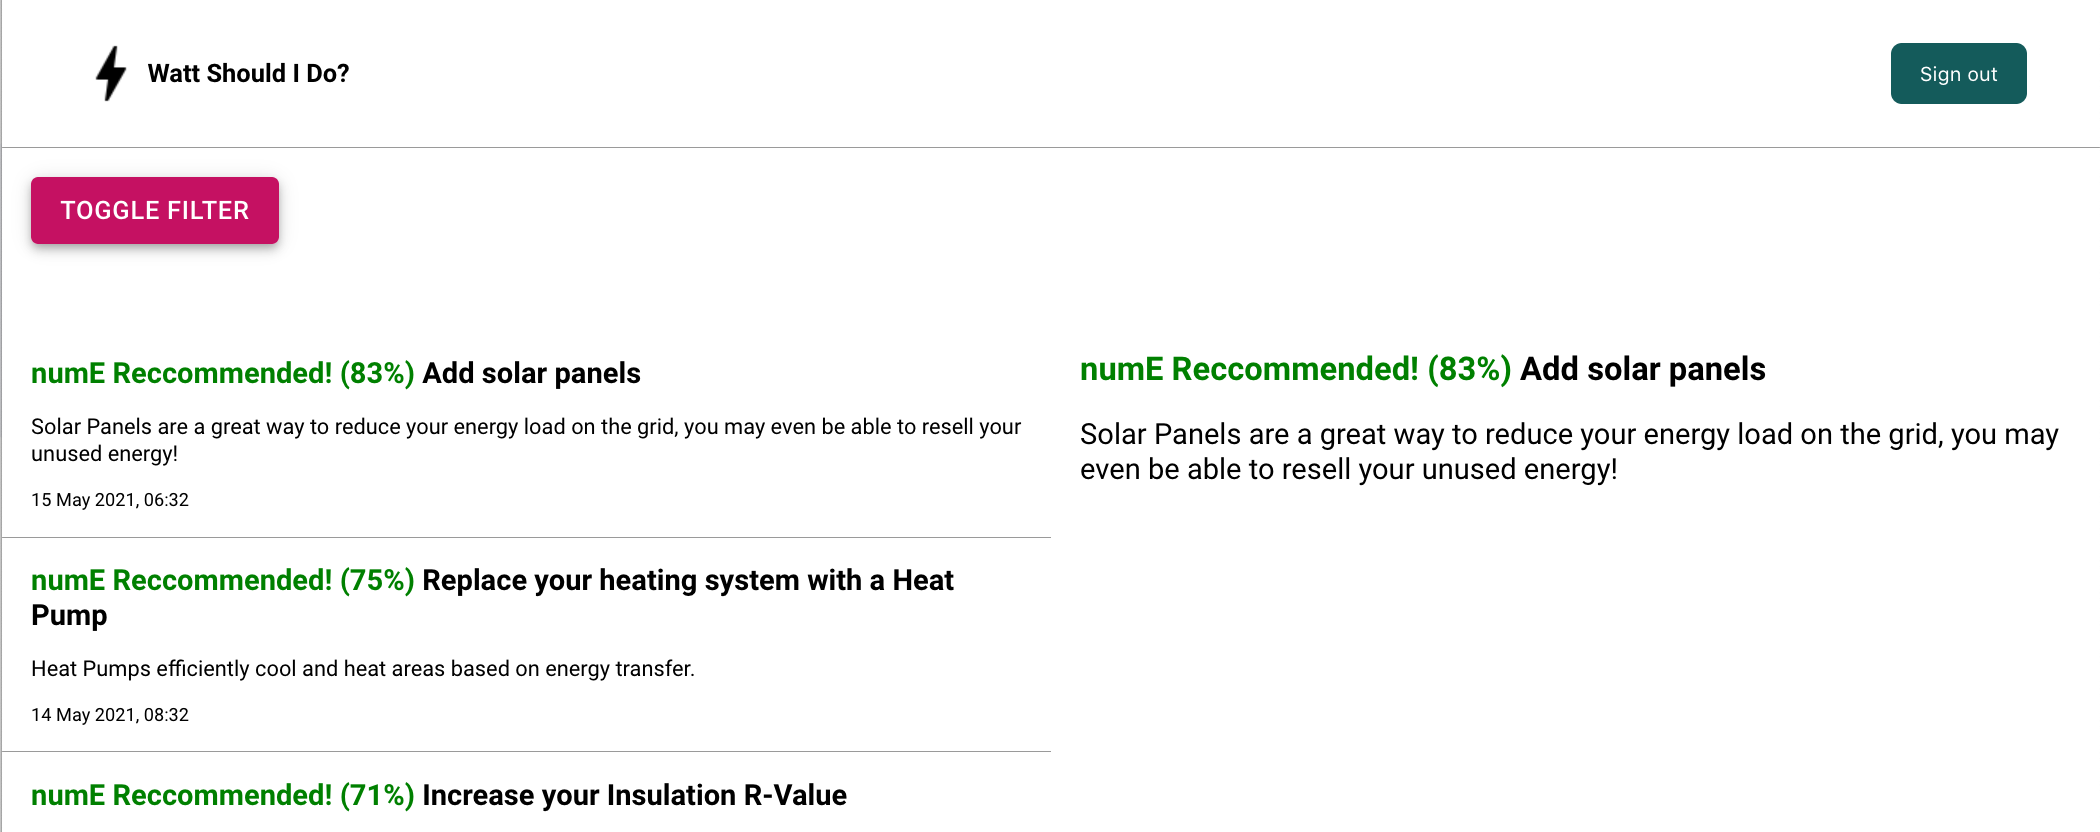 Watt Should I Do?
Sign out
TOGGLE FILTER
numE Reccommended! (83%) Add solar panels
Solar Panels are a great way to reduce your energy load on the grid, you may even be able to resell your
unused energy!
15 May 2021, 06:32
numE Reccommended! (75%) Replace your heating system with a Heat
Pump
Heat Pumps efficiently cool and heat areas based on energy transfer.
14 May 2021, 08:32
numE Reccommended! (71%) Increase your Insulation R-Value
numE Reccommended! (83%) Add solar panels
Solar Panels are a great way to reduce your energy load on the grid, you may
even be able to resell your unused energy!